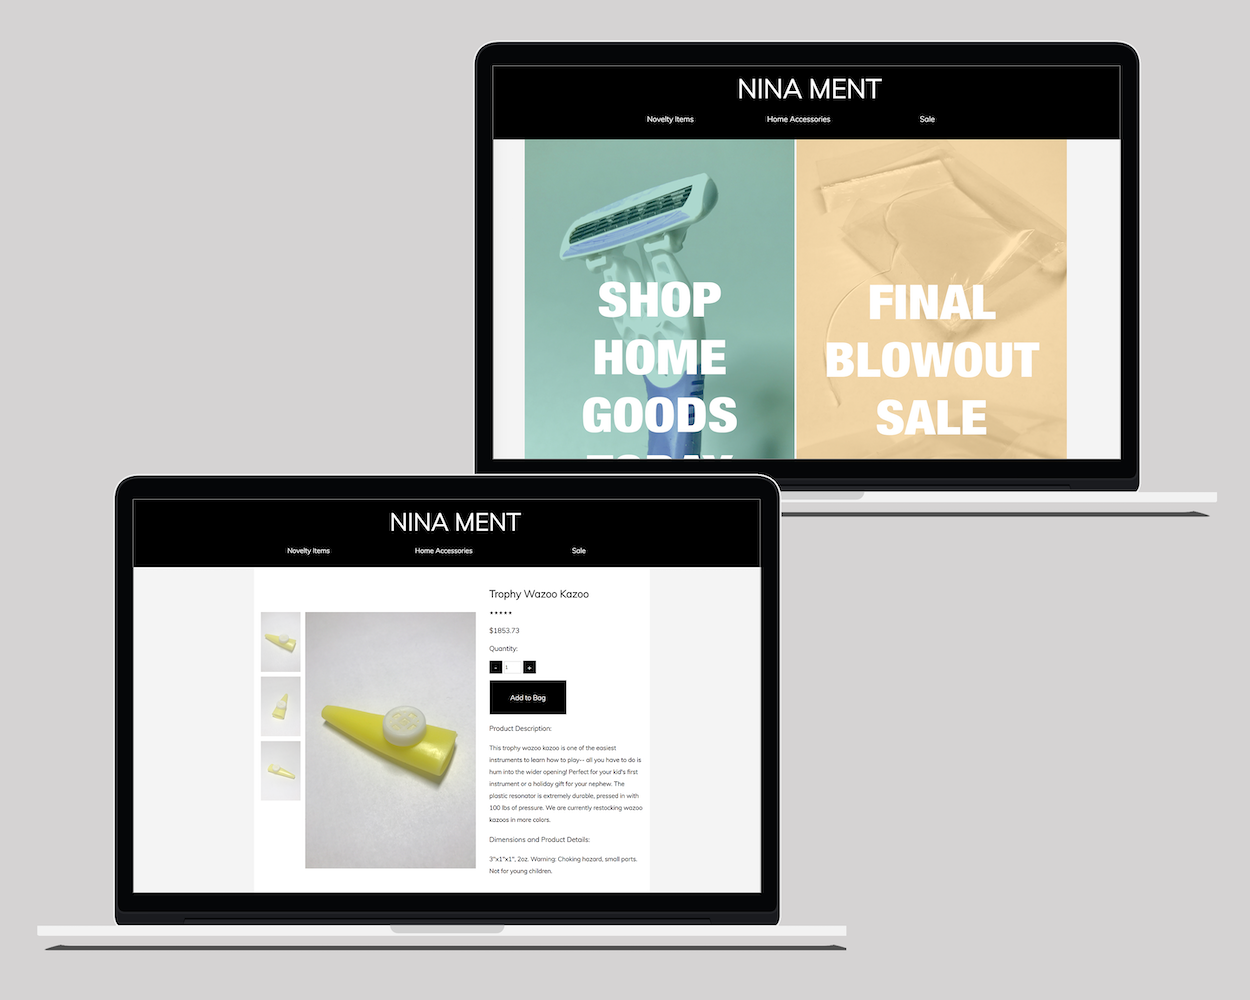 NINA MENT
Novelty Items Home Accessories Sale
SHOP
HOME
GOODS
TODAY
FINAL
BLOWOUT
SALE
NINA MENT
Novelty Items Home Accessories Sale
Trophy Wazoo Kazoo
★★★★★
$1853.73
Quantity:
- 1 +
Add to Bag
Product Description:
This trophy wazoo kazoo is one of the easiest
instruments to learn how to play-- all you have to do is
hum into the wider opening! Perfect for your kid's first
instrument or a holiday gift for your nephew. The
plastic resonator is extremely durable, pressed in with
100 lbs of pressure. We are currently restocking wazoo
kazoos in more colors.
Dimensions and Product Details:
3"x1"x1", 2oz. Warning: Choking hazard, small parts.
Not for young children.